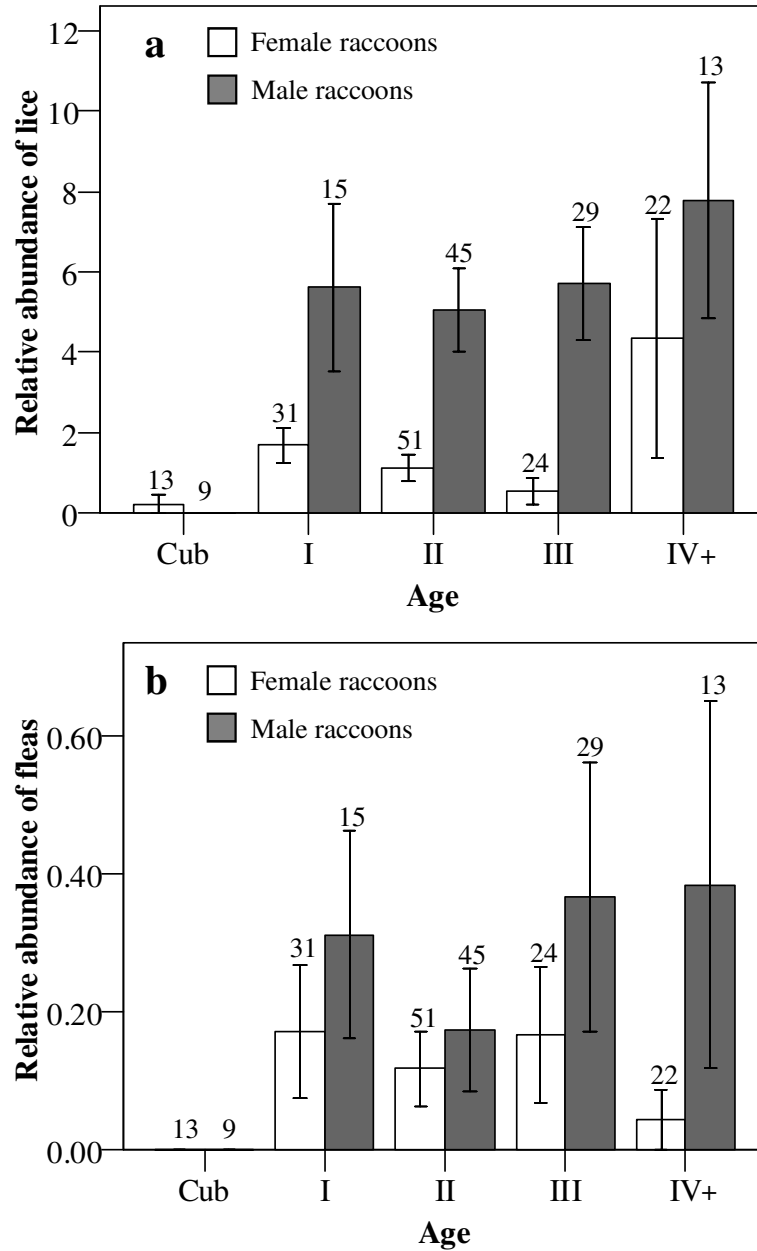 a
Female raccoons
Male raccoons
Relative abundance of lice
12
10
8
6
4
2
0
13
9
31
15
51
45
24
29
22
13
Cub
I
II
III
IV+
Age
b
Female raccoons
Male raccoons
Relative abundance of fleas
0.60
0.40
0.20
0.00
13
9
31
15
51
45
24
29
22
13
Cub
I
II
III
IV+
Age